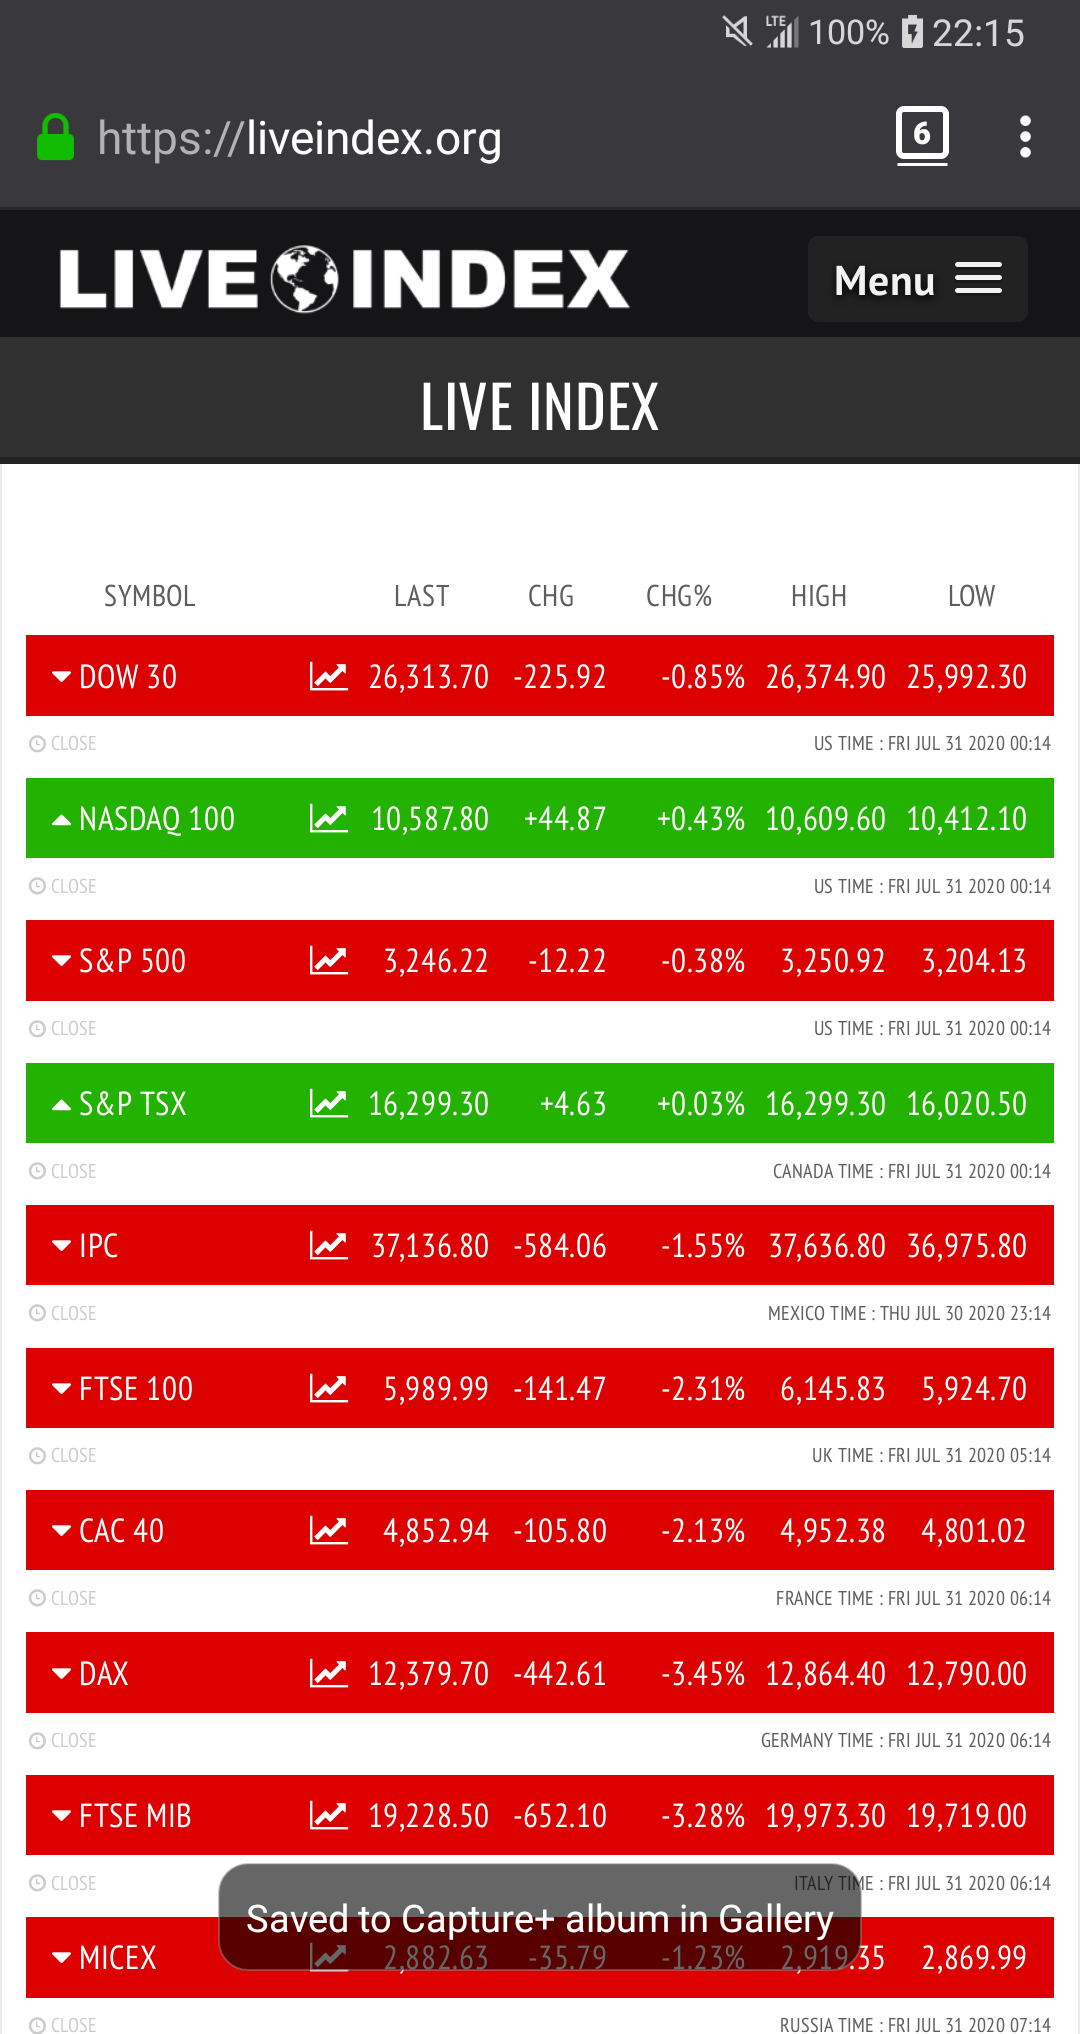 LTE 100% 22:15
https://liveindex.org 6
LIVE INDEX Menu
LIVE INDEX
SYMBOL LAST CHG CHG% HIGH LOW
DOW 30 26,313.70 -225.92 -0.85% 26,374.90 25,992.30
CLOSE US TIME : FRI JUL 31 2020 00:14
NASDAQ 100 10,587.80 +44.87 +0.43% 10,609.60 10,412.10
CLOSE US TIME : FRI JUL 31 2020 00:14
S&P 500 3,246.22 -12.22 -0.38% 3,250.92 3,204.13
CLOSE US TIME : FRI JUL 31 2020 00:14
S&P TSX 16,299.30 +4.63 +0.03% 16,299.30 16,020.50
CLOSE CANADA TIME : FRI JUL 31 2020 00:14
IPC 37,136.80 -584.06 -1.55% 37,636.80 36,975.80
CLOSE MEXICO TIME : THU JUL 30 2020 23:14
FTSE 100 5,989.99 -141.47 -2.31% 6,145.83 5,924.70
CLOSE UK TIME : FRI JUL 31 2020 05:14
CAC 40 4,852.94 -105.80 -2.13% 4,952.38 4,801.02
CLOSE FRANCE TIME : FRI JUL 31 2020 06:14
DAX 12,379.70 -442.61 -3.45% 12,864.40 12,790.00
CLOSE GERMANY TIME : FRI JUL 31 2020 06:14
FTSE MIB 19,228.50 -652.10 -3.28% 19,973.30 19,719.00
CLOSE ITALY TIME : FRI JUL 31 2020 06:14
Saved to Capture+ album in Gallery
MICEX 2,882.63 -35.79 -1.23% 2,919.35 2,869.99
CLOSE RUSSIA TIME : FRI JUL 31 2020 07:14